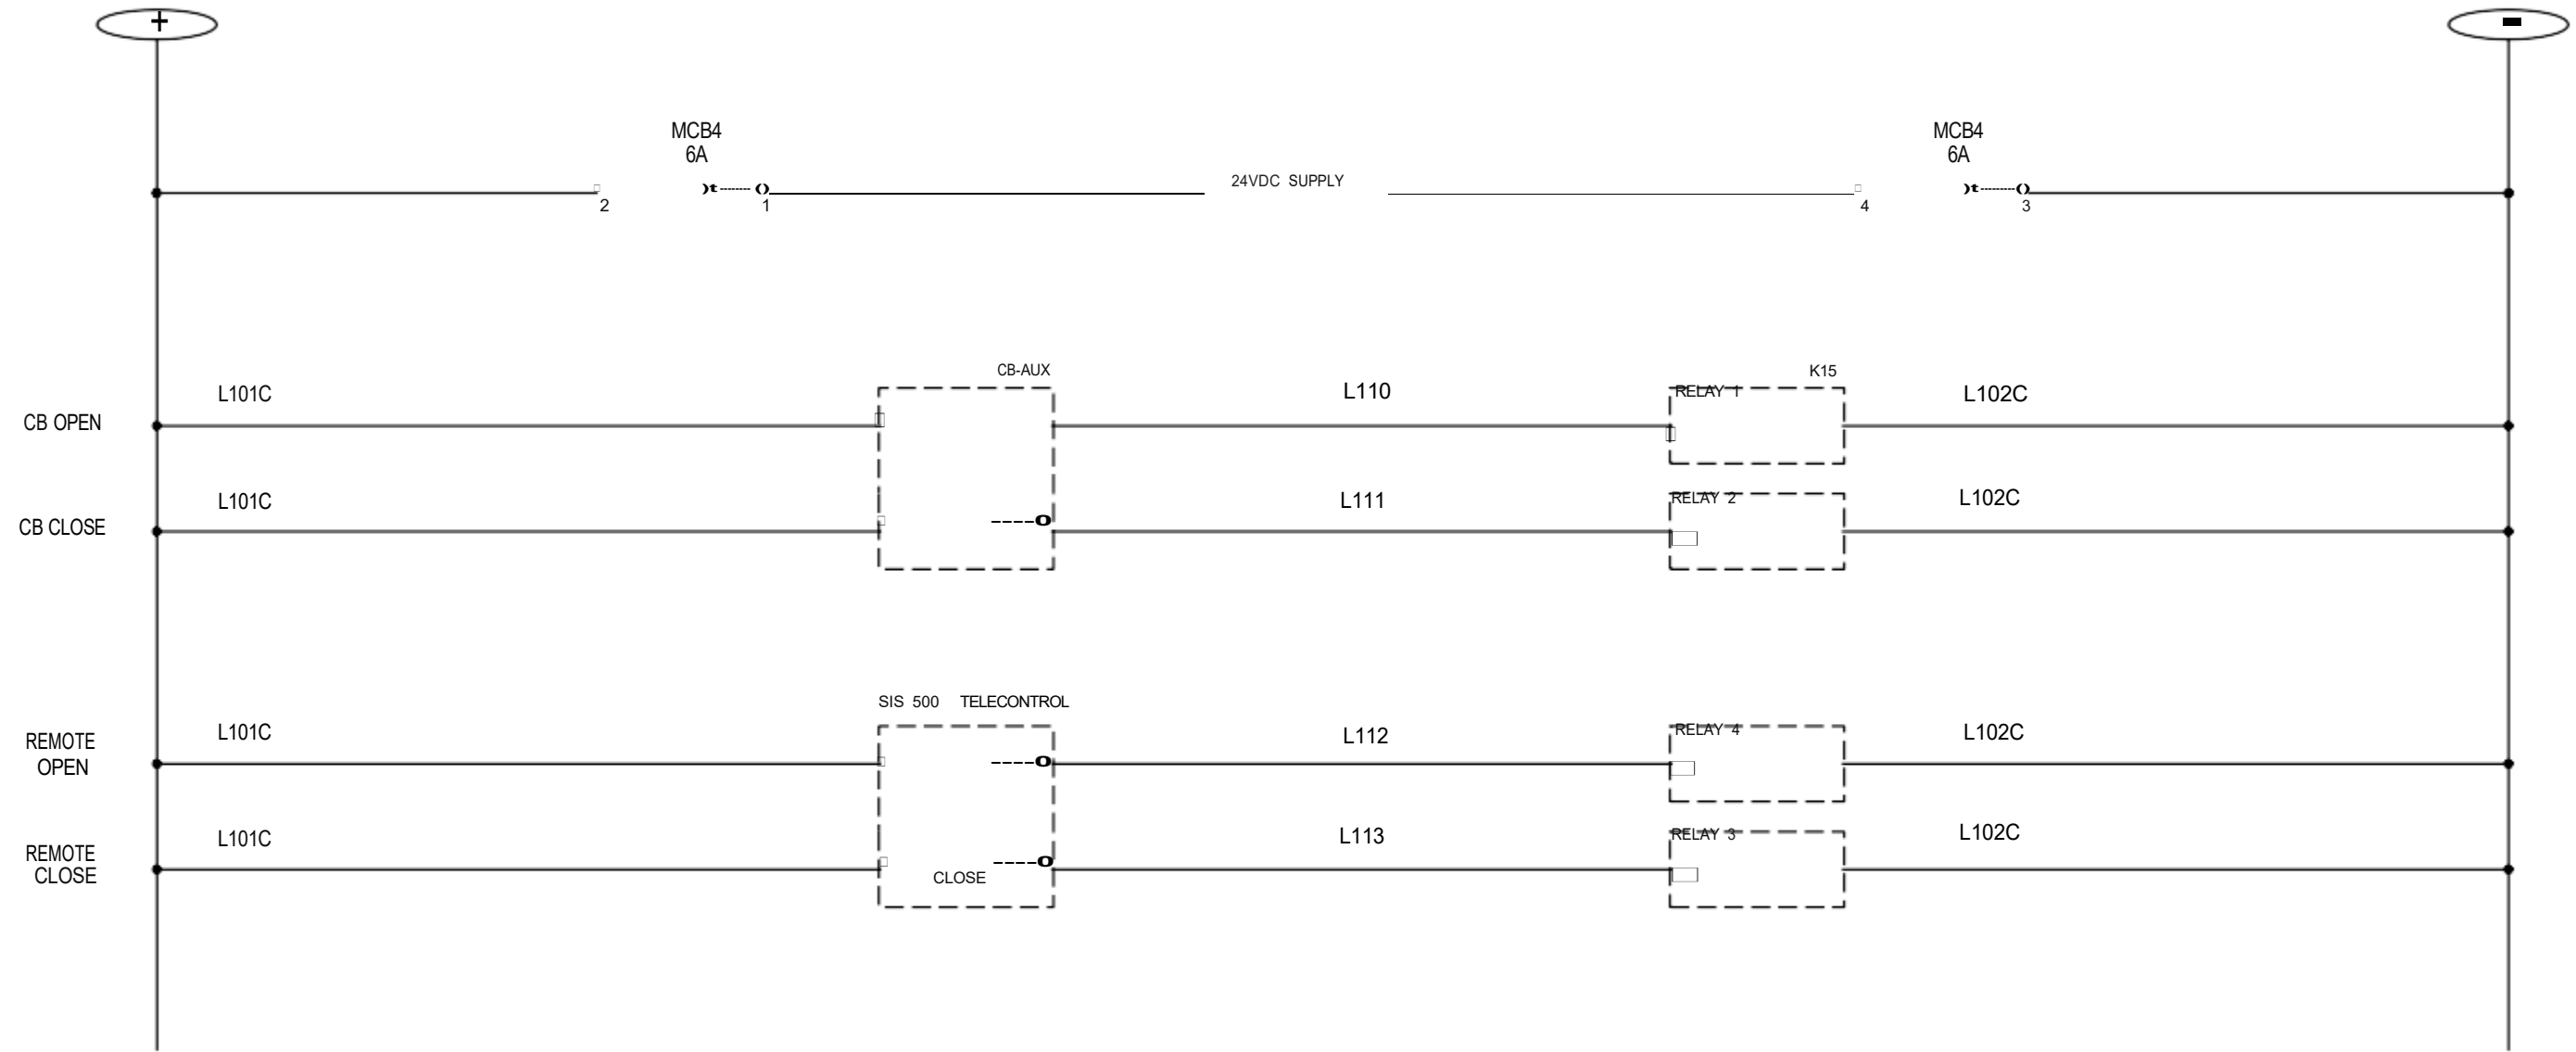 +
-
MCB4
6A
MCB4
6A
24VDC SUPPLY
2
1
4
3
CB-AUX
K15
L101C
L110
RELAY 1
L102C
CB OPEN
L101C
L111
RELAY 2
L102C
CB CLOSE
SIS 500 TELECONTROL
L101C
L112
RELAY 4
L102C
REMOTE
OPEN
L101C
L113
RELAY 3
L102C
REMOTE
CLOSE
CLOSE